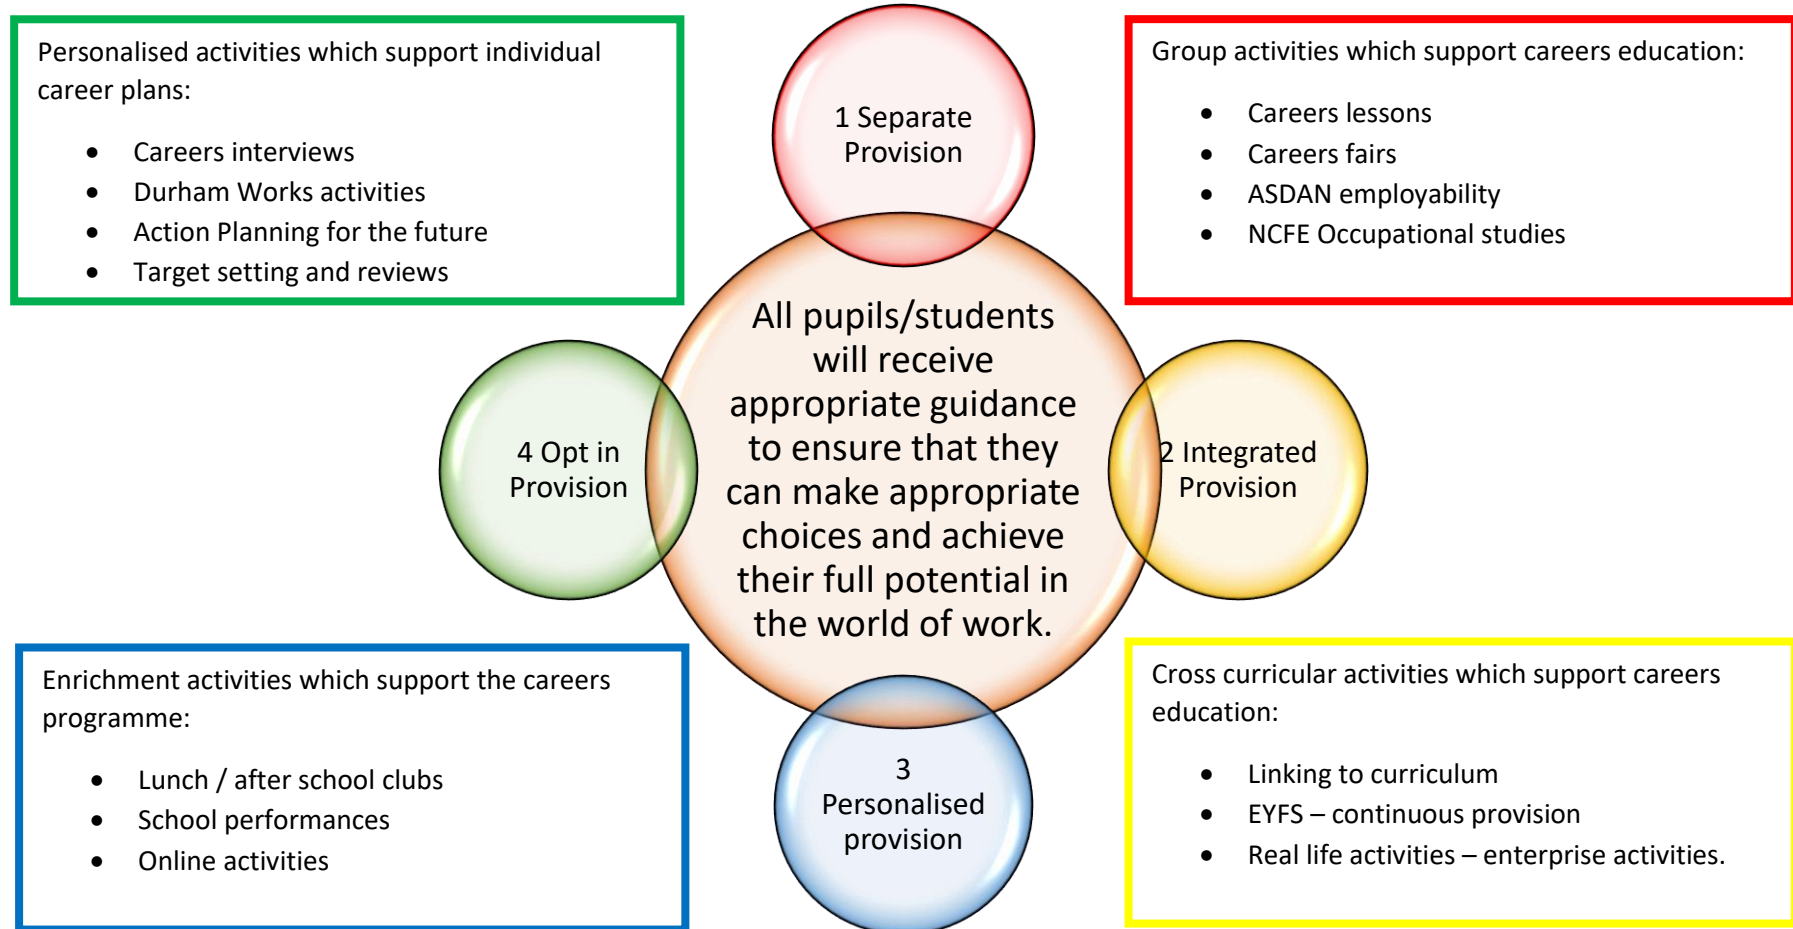 Personalised activities which support individual
career plans:
• Careers interviews
• Durham Works activities
• Action Planning for the future
• Target setting and reviews
1 Separate
Provision
Group activities which support careers education:
• Careers lessons
• Careers fairs
• ASDAN employability
• NCFE Occupational studies
4 Opt in
Provision
All pupils/students
will receive
appropriate guidance
to ensure that they
can make appropriate
choices and achieve
their full potential in
the world of work.
2 Integrated
Provision
Enrichment activities which support the careers
programme:
• Lunch / after school clubs
• School performances
• Online activities
3
Personalised
provision
Cross curricular activities which support careers
education:
• Linking to curriculum
• EYFS – continuous provision
• Real life activities – enterprise activities.